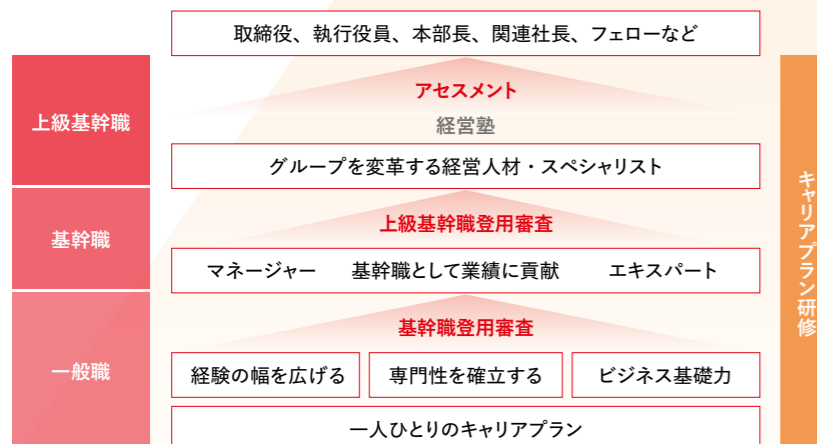 取締役、執行役員、本部長、関連社長、フェローなど
上級基幹職
アセスメント
経営塾
グループを変革する経営人材・スペシャリスト
基幹職
上級基幹職登用審査
マネージャー 基幹職として業績に貢献 エキスパート
一般職
基幹職登用審査
経験の幅を広げる 専門性を確立する ビジネス基礎力
一人ひとりのキャリアプラン
キャリアプラン研修